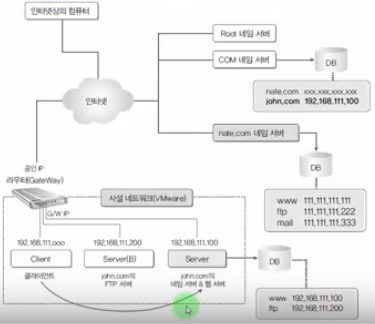 인터넷상의 컴퓨터
Root 네임 서버
COM 네임 서버
DB
nate.com xxx.xxx.xxx.xxx
john.com 192.168.111.100
인터넷
nate.com 네임 서버
DB
www 111.111.111.111
ftp 111.111.111.222
mail 111.111.111.333
공인 IP
라우터(GateWay)
사설 네트워크(VMware)
G/W IP
192.168.111.ooo
192.168.111.200
192.168.111.100
Client
Server(B)
Server
DB
클라이언트
john.com의
FTP 서버
john.com의
네임 서버 & 웹 서버
www 192.168.111.100
ftp 192.168.111.200